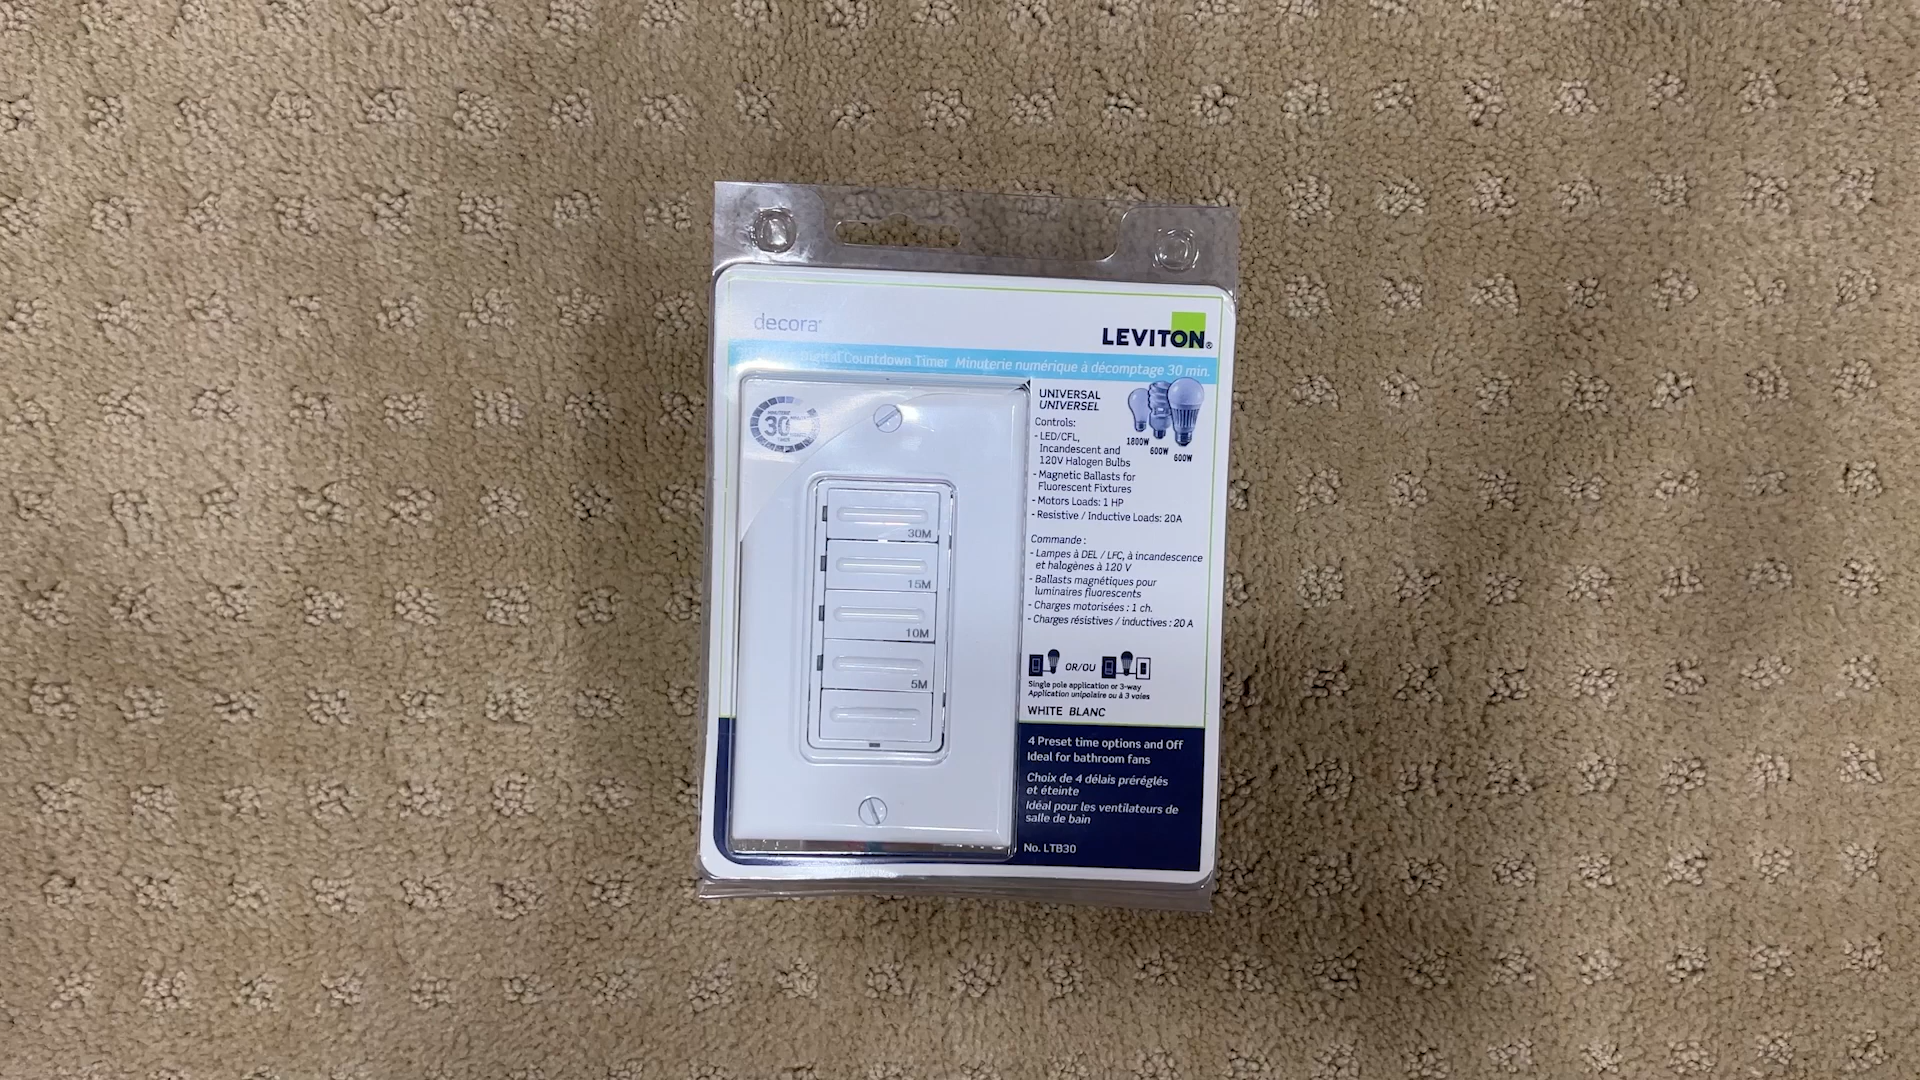 decora®
LEVITON®
Digital Countdown Timer Minuterie numérique à décomptage 30 min.
MINUTERIE
30
TIMER
UNIVERSAL
UNIVERSEL
Controls:
- LED/CFL,
Incandescent and
120V Halogen Bulbs
- Magnetic Ballasts for
Fluorescent Fixtures
- Motors Loads: 1 HP
- Resistive / Inductive Loads: 20A
1800W
600W
600W
Commande :
- Lampes à DEL / LFC, à incandescence
et halogènes à 120 V
- Ballasts magnétiques pour
luminaires fluorescents
- Charges motorisées : 1 ch.
- Charges résistives / inductives : 20 A
OR/OU
Single pole application or 3-way
Application unipolaire ou à 3 voies
WHITE BLANC
4 Preset time options and Off
Ideal for bathroom fans
Choix de 4 délais préréglés
et éteinte
Idéal pour les ventilateurs de
salle de bain
No. LTB30
30M
15M
10M
5M